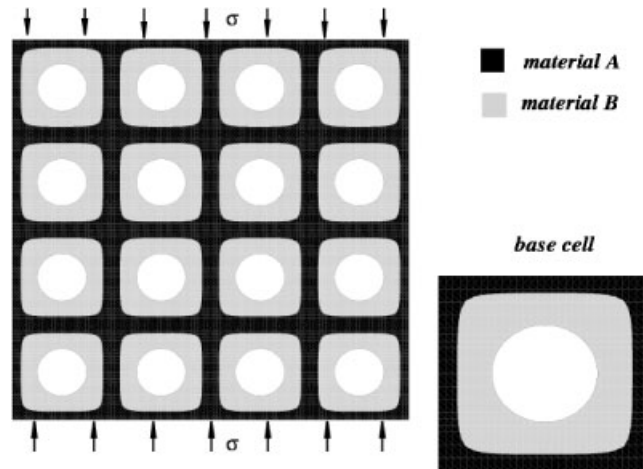 σ
material A
material B
base cell
σ